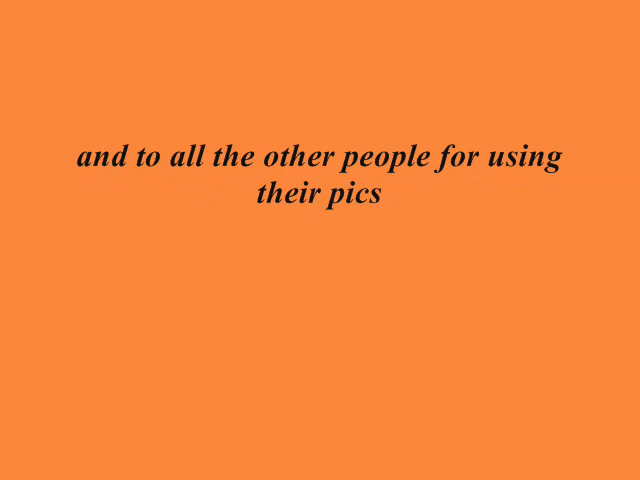 and to all the other people for using
their pics